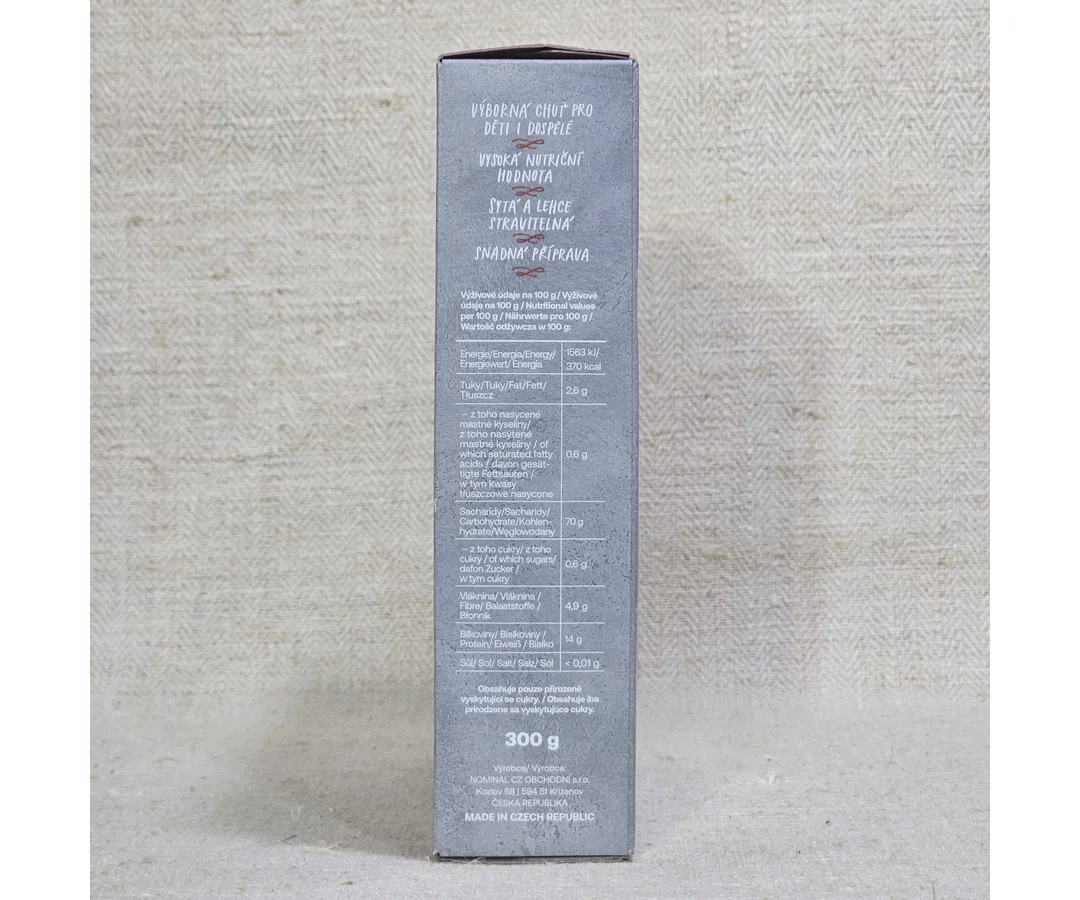 VÝBORNÁ CHUŤ PRO
DĚTI I DOSPĚLÉ
VYSOKÁ NUTRIČNÍ
HODNOTA
SYTÁ A LEHCE
STRAVITELNÁ
SNADNÁ PŘÍPRAVA
Výživové údaje na 100 g / Výživové
údaje na 100 g / Nutritional values
per 100 g / Nährwerte pro 100 g /
Wartość odżywcza w 100 g:
Energie/Energia/Energy/
Energiewert/ Energia
1563 kJ/
370 kcal
Tuky/Tuky/Fat/Fett/
Tłuszcz
2,6 g
– z toho nasycené
mastné kyseliny/
z toho nasýtené
mastné kyseliny / of
which saturated fatty
acids / davon gesät-
tigte Fettsäuren /
w tym kwasy
tłuszczowe nasycone
0,6 g
Sacharidy/Sacharidy/
Carbohydrate/Kohlen-
hydrate/Węglowodany
70 g
– z toho cukry/ z toho
cukry / of which sugars/
dafon Zucker /
w tym cukry
0,6 g
Vláknina/ Vláknina /
Fibre/ Balaststoffe /
Błonnik
4,9 g
Bílkoviny/ Bielkoviny /
Protein/ Eiweiß / Białko
14 g
Sůl/ Soľ/ Salt/ Salz/ Sól
< 0,01 g
Obsahuje pouze přirozeně
vyskytující se cukry. / Obsahuje iba
prirodzene sa vyskytujúce cukry.
300 g
Výrobce/ Výrobca:
NOMINAL CZ OBCHODNÍ s.r.o.
Kozlov 68 | 594 51 Křižanov
ČESKÁ REPUBLIKA
MADE IN CZECH REPUBLIC